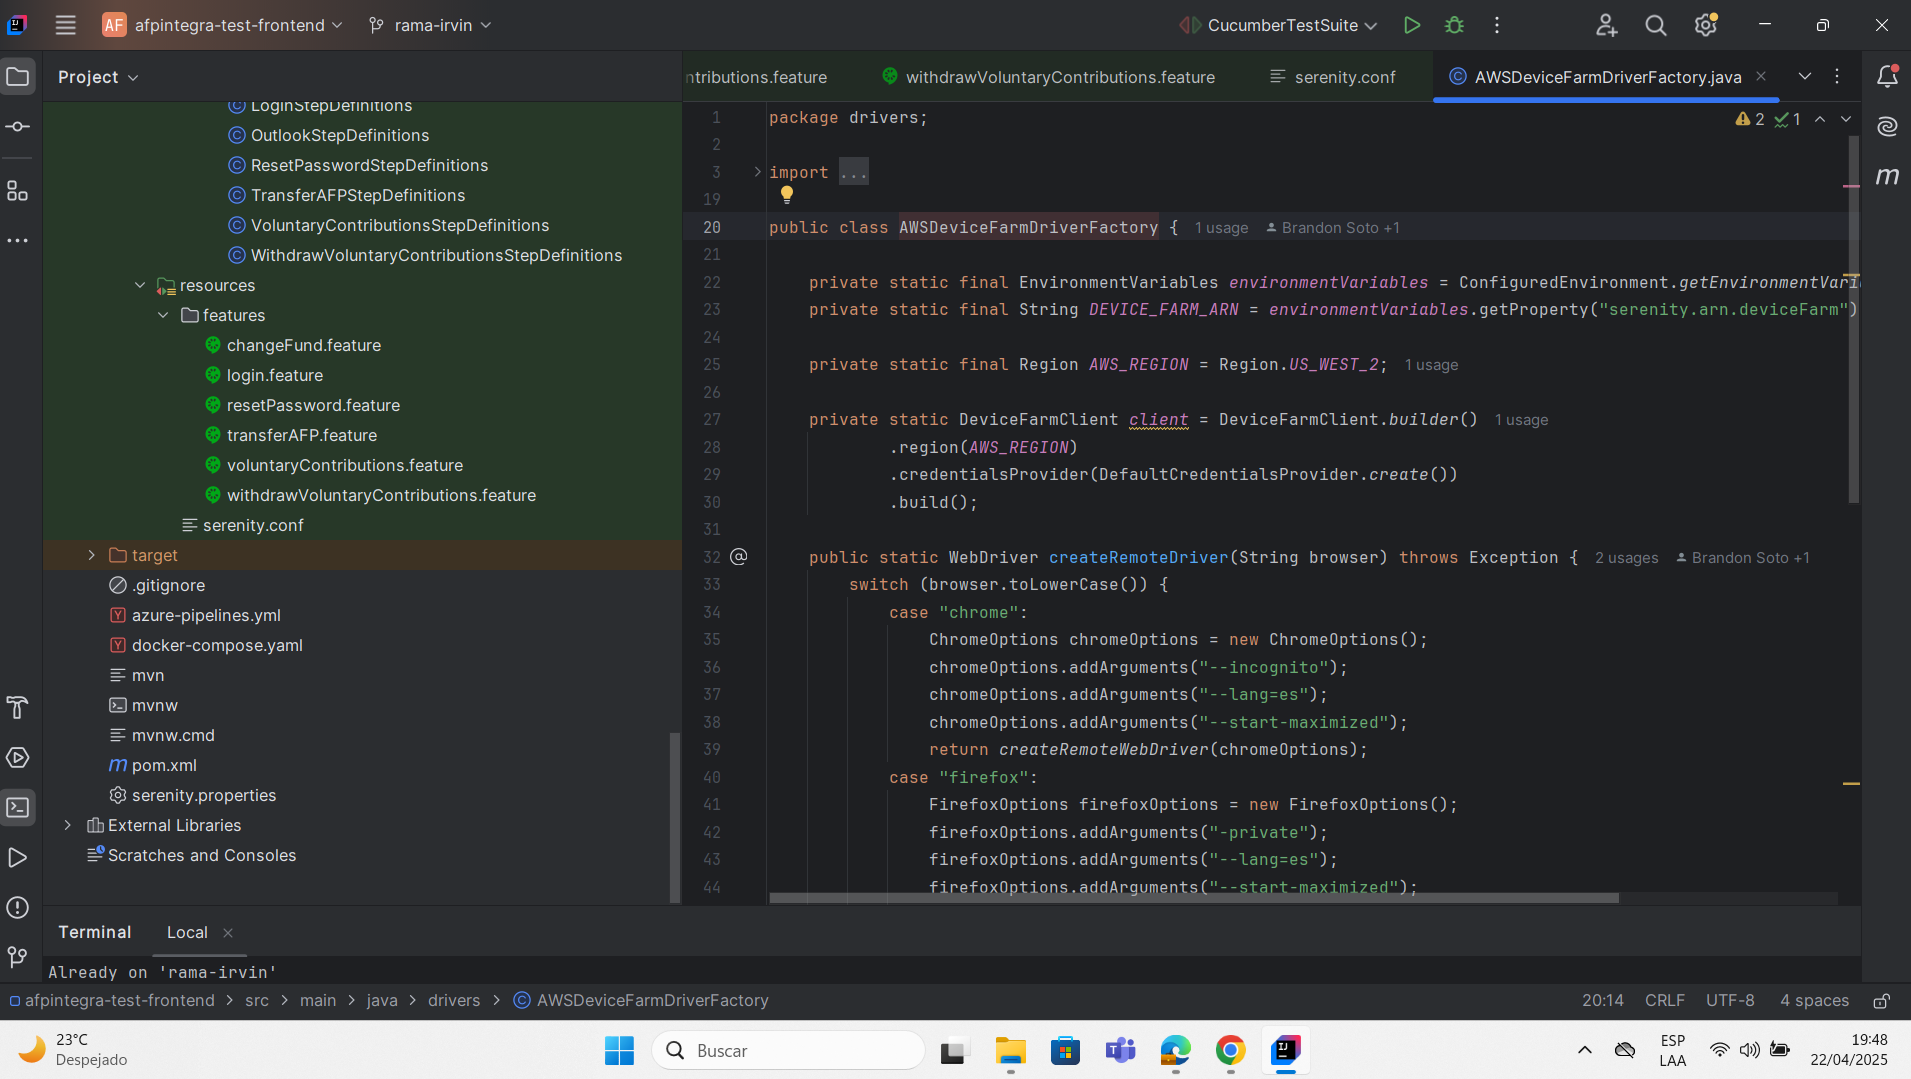 AF afpintegra-test-frontend rama-irvin CucumberTestSuite
Project
LoginStepDefinitions
OutlookStepDefinitions
ResetPasswordStepDefinitions
TransferAFPStepDefinitions
VoluntaryContributionsStepDefinitions
WithdrawVoluntaryContributionsStepDefinitions
resources
features
changeFund.feature
login.feature
resetPassword.feature
transferAFP.feature
voluntaryContributions.feature
withdrawVoluntaryContributions.feature
serenity.conf
target
.gitignore
azure-pipelines.yml
docker-compose.yaml
mvn
mvnw
mvnw.cmd
pom.xml
serenity.properties
External Libraries
Scratches and Consoles
ntributions.feature withdrawVoluntaryContributions.feature serenity.conf AWSDeviceFarmDriverFactory.java
2 1
1 package drivers;
2
3 import ...
19
20 public class AWSDeviceFarmDriverFactory { 1 usage Brandon Soto +1
21
22 private static final EnvironmentVariables environmentVariables = ConfiguredEnvironment.getEnvironmentVari
23 private static final String DEVICE_FARM_ARN = environmentVariables.getProperty("serenity.arn.deviceFarm")
24
25 private static final Region AWS_REGION = Region.US_WEST_2; 1 usage
26
27 private static DeviceFarmClient client = DeviceFarmClient.builder() 1 usage
28 .region(AWS_REGION)
29 .credentialsProvider(DefaultCredentialsProvider.create())
30 .build();
31
32 public static WebDriver createRemoteDriver(String browser) throws Exception { 2 usages Brandon Soto +1
33 switch (browser.toLowerCase()) {
34 case "chrome":
35 ChromeOptions chromeOptions = new ChromeOptions();
36 chromeOptions.addArguments("--incognito");
37 chromeOptions.addArguments("--lang=es");
38 chromeOptions.addArguments("--start-maximized");
39 return createRemoteWebDriver(chromeOptions);
40 case "firefox":
41 FirefoxOptions firefoxOptions = new FirefoxOptions();
42 firefoxOptions.addArguments("-private");
43 firefoxOptions.addArguments("--lang=es");
44 firefoxOptions.addArguments("--start-maximized");
Terminal Local
Already on 'rama-irvin'
afpintegra-test-frontend > src > main > java > drivers > AWSDeviceFarmDriverFactory 20:14 CRLF UTF-8 4 spaces
23°C
Despejado
Buscar
ESP
LAA
19:48
22/04/2025